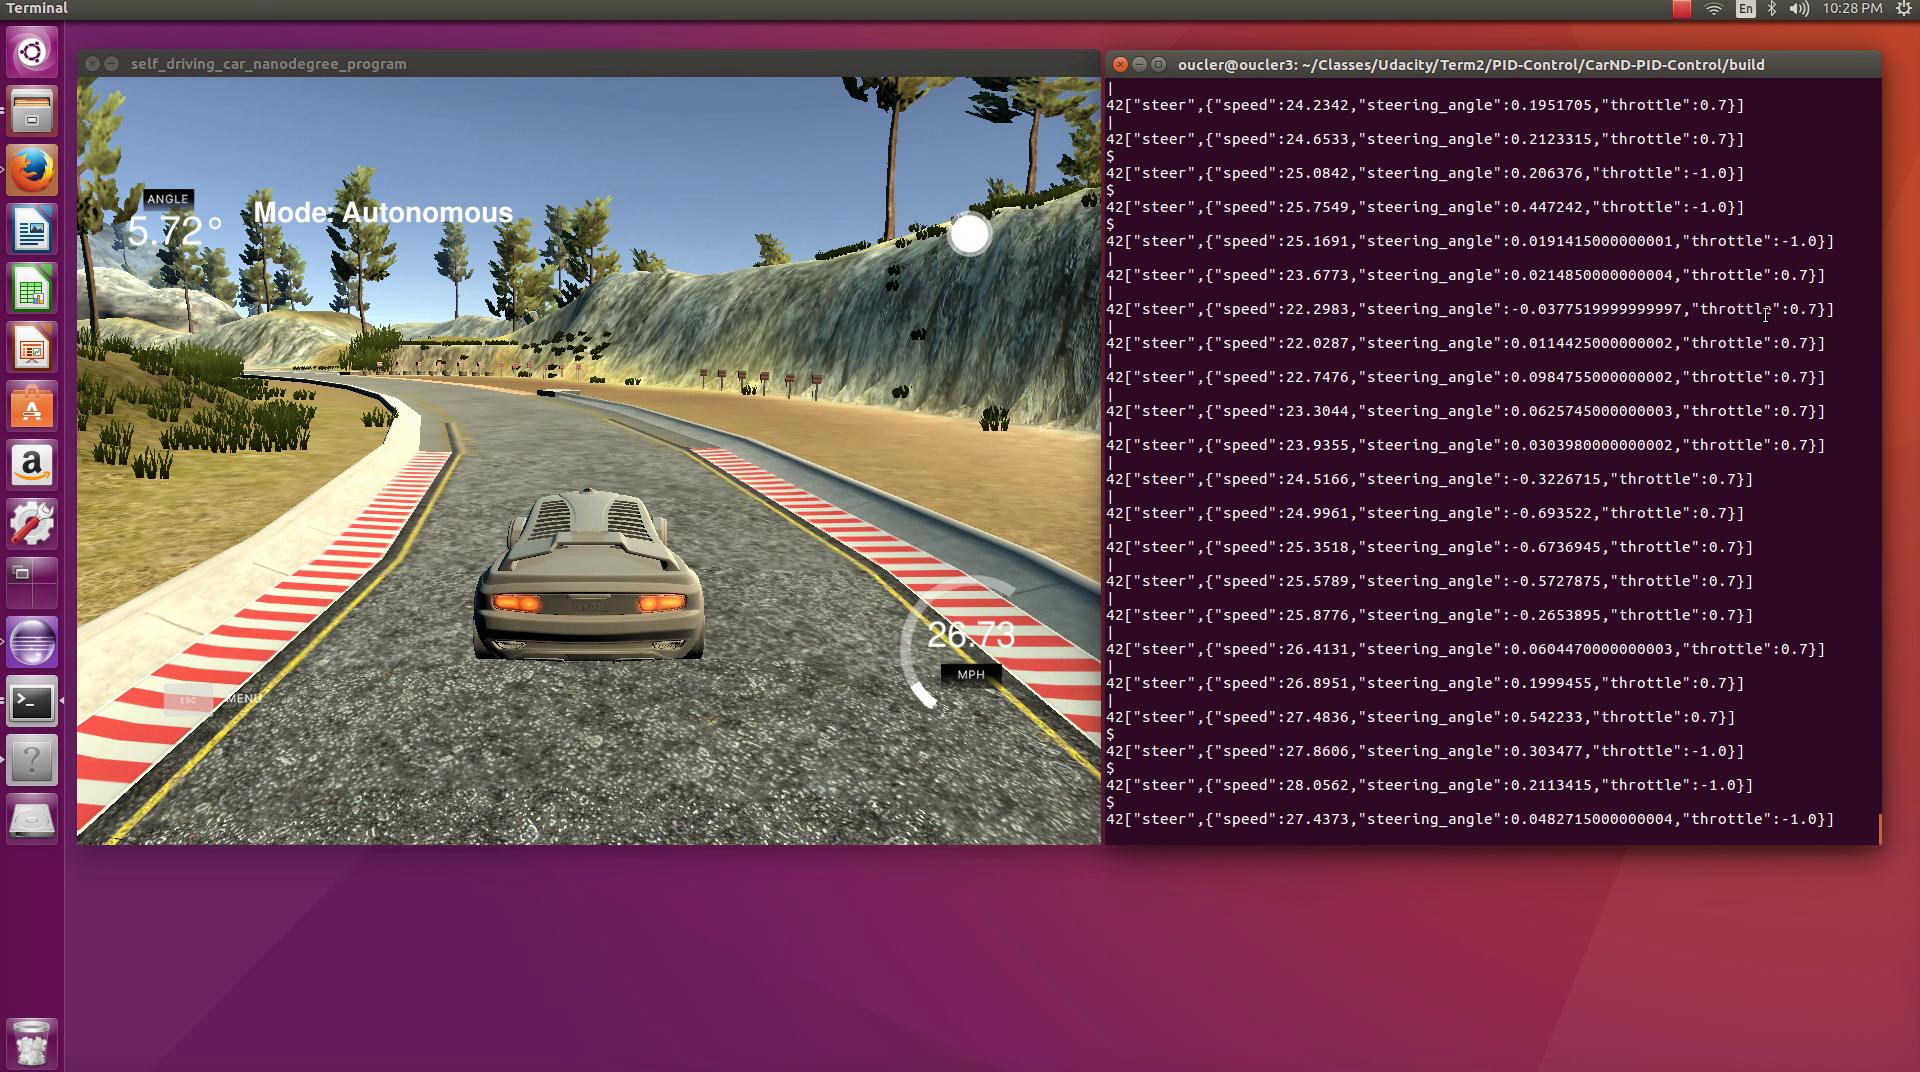 Terminal
En
10:28 PM
self_driving_car_nanodegree_program
ANGLE
5.72°
Mode: Autonomous
26.73
MPH
ESC
MENU
oucler@oucler3: ~/Classes/Udacity/Term2/PID-Control/CarND-PID-Control/build
|
42["steer",{"speed":24.2342,"steering_angle":0.1951705,"throttle":0.7}]
|
42["steer",{"speed":24.6533,"steering_angle":0.2123315,"throttle":0.7}]
$
42["steer",{"speed":25.0842,"steering_angle":0.206376,"throttle":-1.0}]
$
42["steer",{"speed":25.7549,"steering_angle":0.447242,"throttle":-1.0}]
$
42["steer",{"speed":25.1691,"steering_angle":0.0191415000000001,"throttle":-1.0}]
|
42["steer",{"speed":23.6773,"steering_angle":0.0214850000000004,"throttle":0.7}]
|
42["steer",{"speed":22.2983,"steering_angle":-0.0377519999999997,"throttle":0.7}]
|
42["steer",{"speed":22.0287,"steering_angle":0.0114425000000002,"throttle":0.7}]
|
42["steer",{"speed":22.7476,"steering_angle":0.0984755000000002,"throttle":0.7}]
|
42["steer",{"speed":23.3044,"steering_angle":0.0625745000000003,"throttle":0.7}]
|
42["steer",{"speed":23.9355,"steering_angle":0.0303980000000002,"throttle":0.7}]
|
42["steer",{"speed":24.5166,"steering_angle":-0.3226715,"throttle":0.7}]
|
42["steer",{"speed":24.9961,"steering_angle":-0.693522,"throttle":0.7}]
|
42["steer",{"speed":25.3518,"steering_angle":-0.6736945,"throttle":0.7}]
|
42["steer",{"speed":25.5789,"steering_angle":-0.5727875,"throttle":0.7}]
|
42["steer",{"speed":25.8776,"steering_angle":-0.2653895,"throttle":0.7}]
|
42["steer",{"speed":26.4131,"steering_angle":0.0604470000000003,"throttle":0.7}]
|
42["steer",{"speed":26.8951,"steering_angle":0.1999455,"throttle":0.7}]
|
42["steer",{"speed":27.4836,"steering_angle":0.542233,"throttle":0.7}]
$
42["steer",{"speed":27.8606,"steering_angle":0.303477,"throttle":-1.0}]
$
42["steer",{"speed":28.0562,"steering_angle":0.2113415,"throttle":-1.0}]
$
42["steer",{"speed":27.4373,"steering_angle":0.0482715000000004,"throttle":-1.0}]